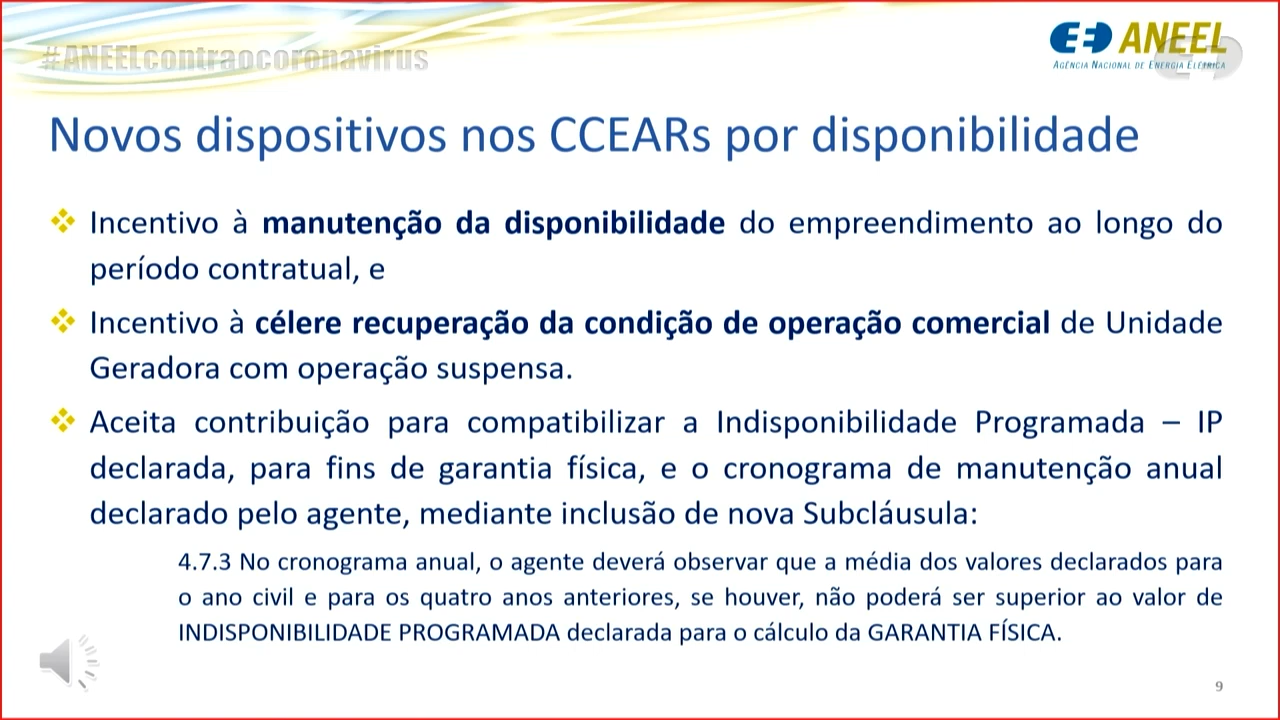 #ANEELcontraocoronavirus
ANEEL
AGÊNCIA NACIONAL DE ENERGIA ELÉTRICA
Novos dispositivos nos CCEARs por disponibilidade
Incentivo à manutenção da disponibilidade do empreendimento ao longo do
período contratual, e
Incentivo à célere recuperação da condição de operação comercial de Unidade
Geradora com operação suspensa.
Aceita contribuição para compatibilizar a Indisponibilidade Programada – IP
declarada, para fins de garantia física, e o cronograma de manutenção anual
declarado pelo agente, mediante inclusão de nova Subcláusula:
4.7.3 No cronograma anual, o agente deverá observar que a média dos valores declarados para
o ano civil e para os quatro anos anteriores, se houver, não poderá ser superior ao valor de
INDISPONIBILIDADE PROGRAMADA declarada para o cálculo da GARANTIA FÍSICA.
9